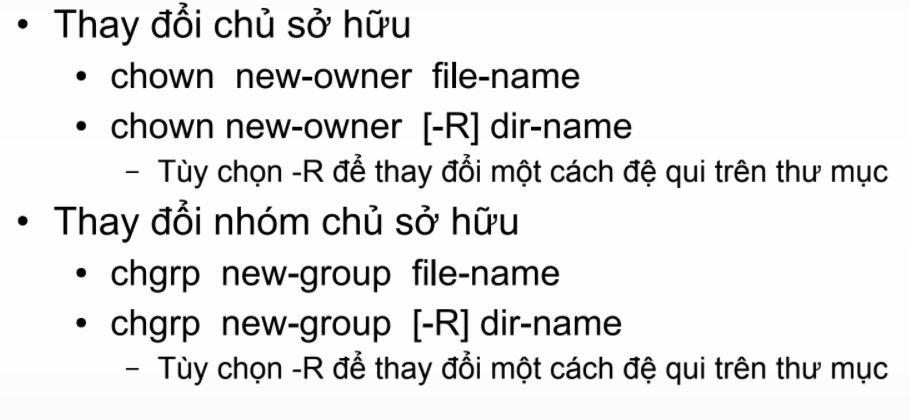 • Thay đổi chủ sở hữu
• chown new-owner file-name
• chown new-owner [-R] dir-name
– Tùy chọn -R để thay đổi một cách đệ qui trên thư mục
• Thay đổi nhóm chủ sở hữu
• chgrp new-group file-name
• chgrp new-group [-R] dir-name
– Tùy chọn -R để thay đổi một cách đệ qui trên thư mục